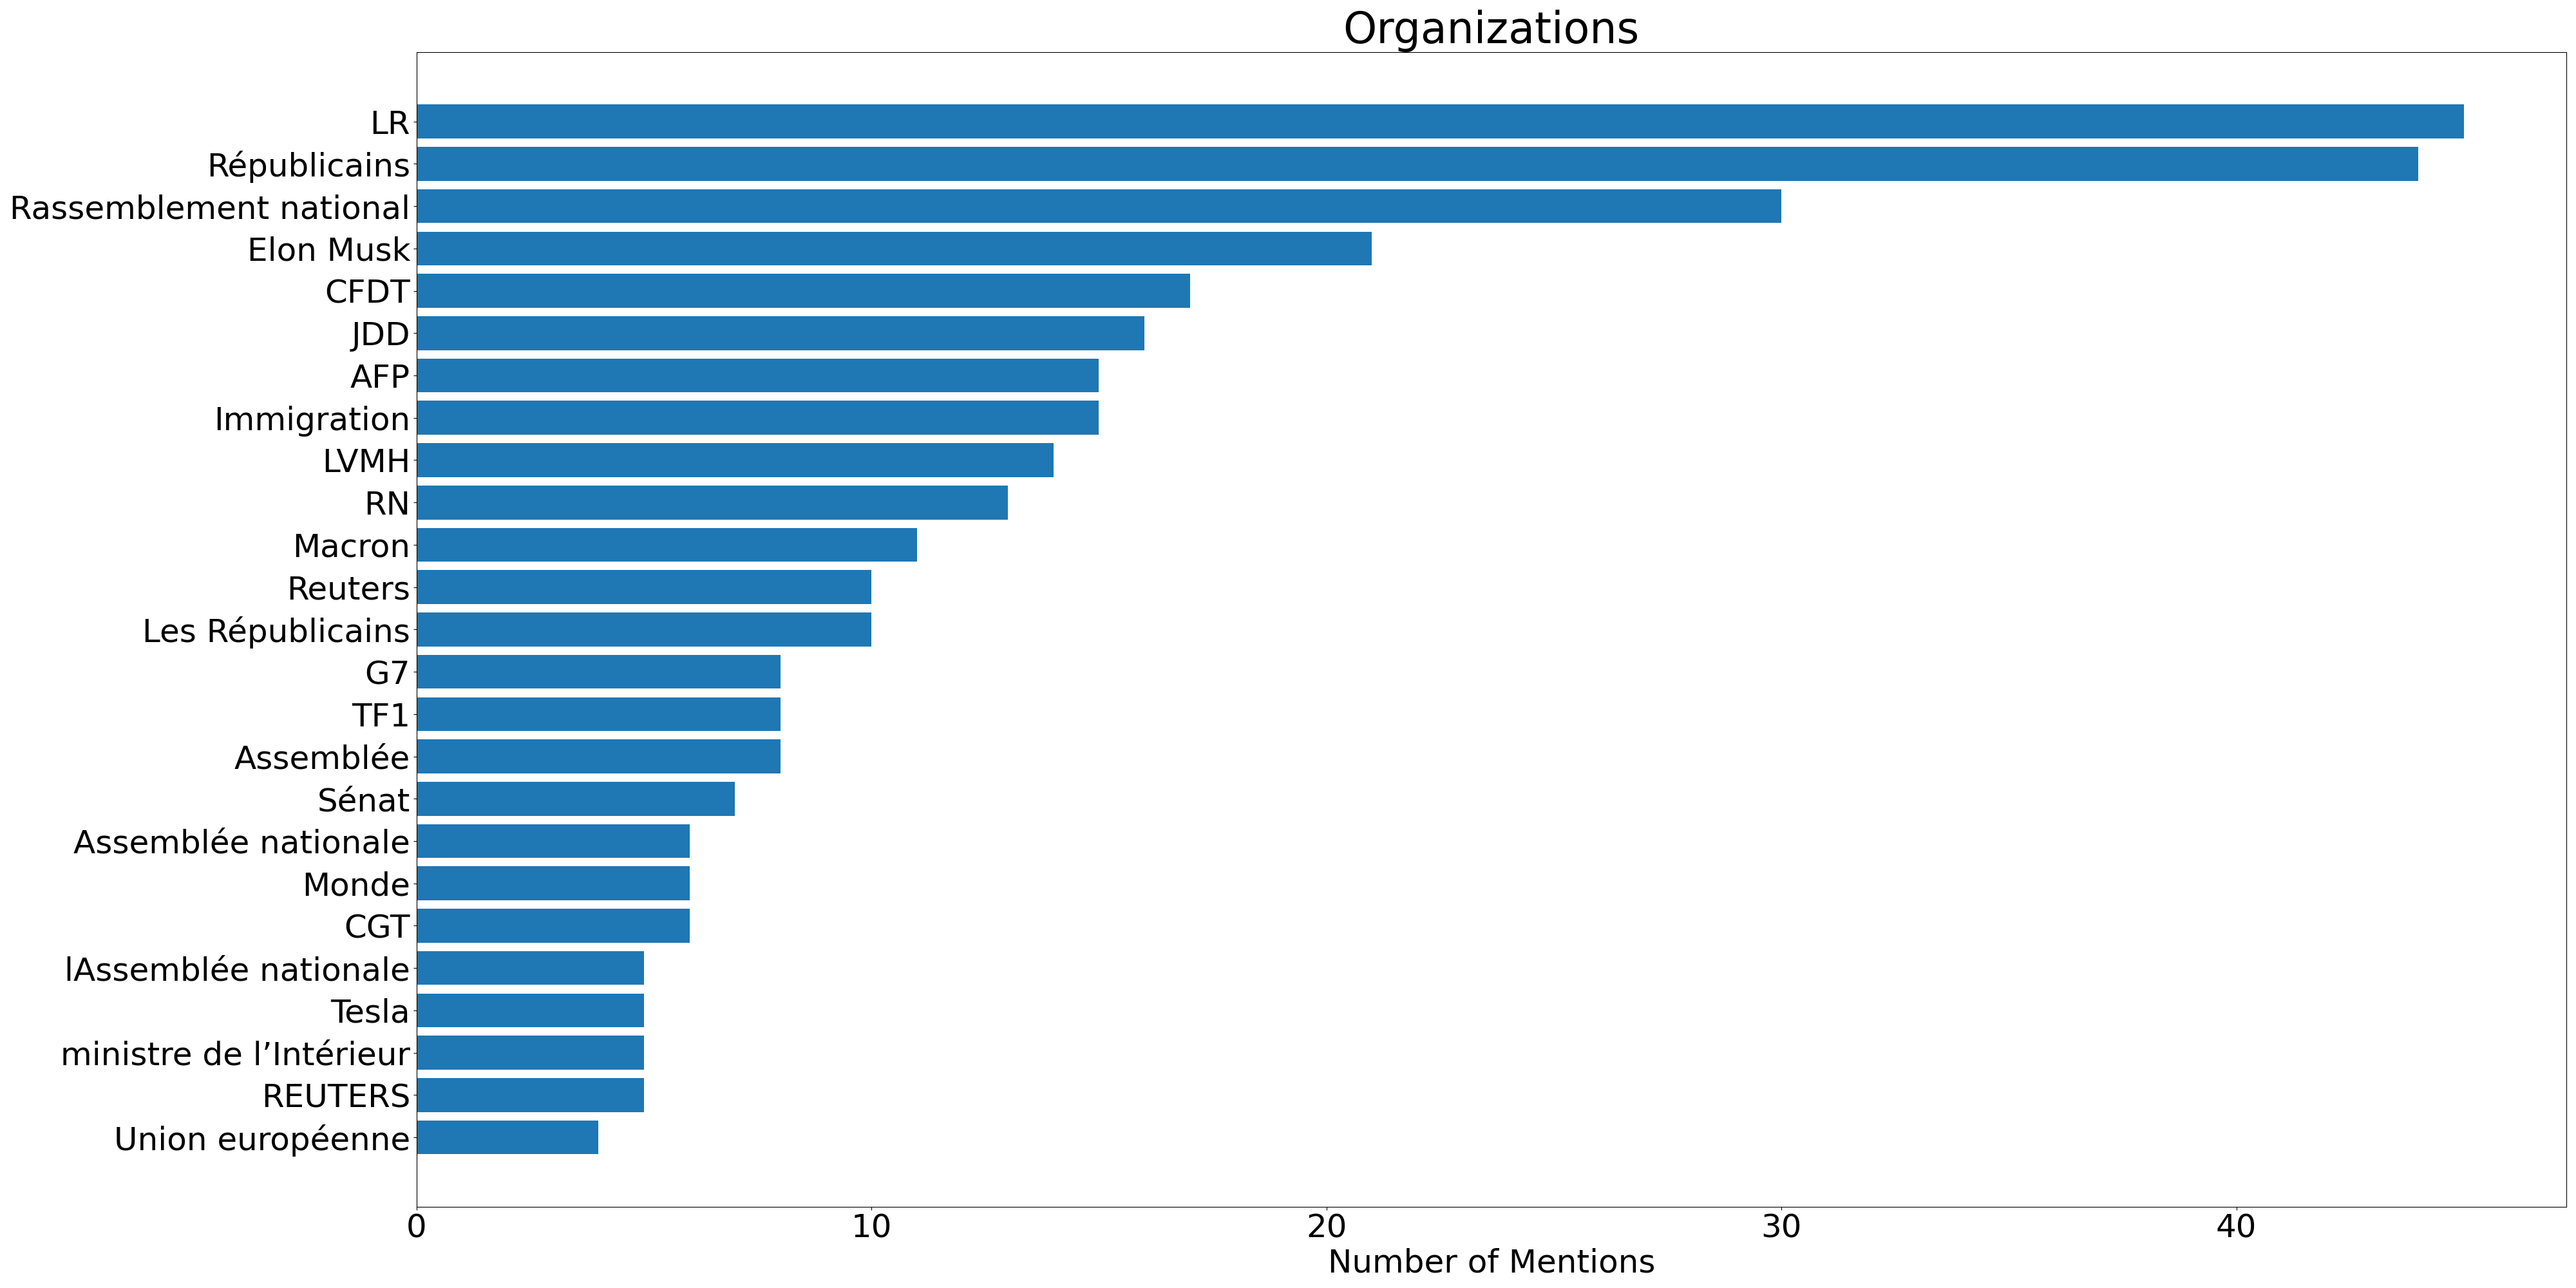 Organizations
LR
Républicains
Rassemblement national
Elon Musk
CFDT
JDD
AFP
Immigration
LVMH
RN
Macron
Reuters
Les Républicains
G7
TF1
Assemblée
Sénat
Assemblée nationale
Monde
CGT
lAssemblée nationale
Tesla
ministre de l’Intérieur
REUTERS
Union européenne
0 10 20 30 40
Number of Mentions